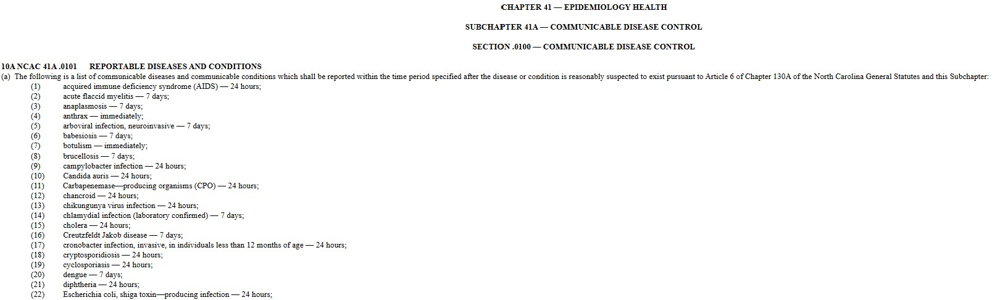 CHAPTER 41 — EPIDEMIOLOGY HEALTH
SUBCHAPTER 41A — COMMUNICABLE DISEASE CONTROL
SECTION .0100 — COMMUNICABLE DISEASE CONTROL
10A NCAC 41A .0101 REPORTABLE DISEASES AND CONDITIONS
(a) The following is a list of communicable diseases and communicable conditions which shall be reported within the time period specified after the disease or condition is reasonably suspected to exist pursuant to Article 6 of Chapter 130A of the North Carolina General Statutes and this Subchapter:
(1) acquired immune deficiency syndrome (AIDS) — 24 hours;
(2) acute flaccid myelitis — 7 days;
(3) anaplasmosis — 7 days;
(4) anthrax — immediately;
(5) arboviral infection, neuroinvasive — 7 days;
(6) babesiosis — 7 days;
(7) botulism — immediately;
(8) brucellosis — 7 days;
(9) campylobacter infection — 24 hours;
(10) Candida auris — 24 hours;
(11) Carbapenemase—producing organisms (CPO) — 24 hours;
(12) chancroid — 24 hours;
(13) chikungunya virus infection — 24 hours;
(14) chlamydial infection (laboratory confirmed) — 7 days;
(15) cholera — 24 hours;
(16) Creutzfeldt Jakob disease — 7 days;
(17) cronobacter infection, invasive, in individuals less than 12 months of age — 24 hours;
(18) cryptosporidiosis — 24 hours;
(19) cyclosporiasis — 24 hours;
(20) dengue — 7 days;
(21) diphtheria — 24 hours;
(22) Escherichia coli, shiga toxin—producing infection — 24 hours;